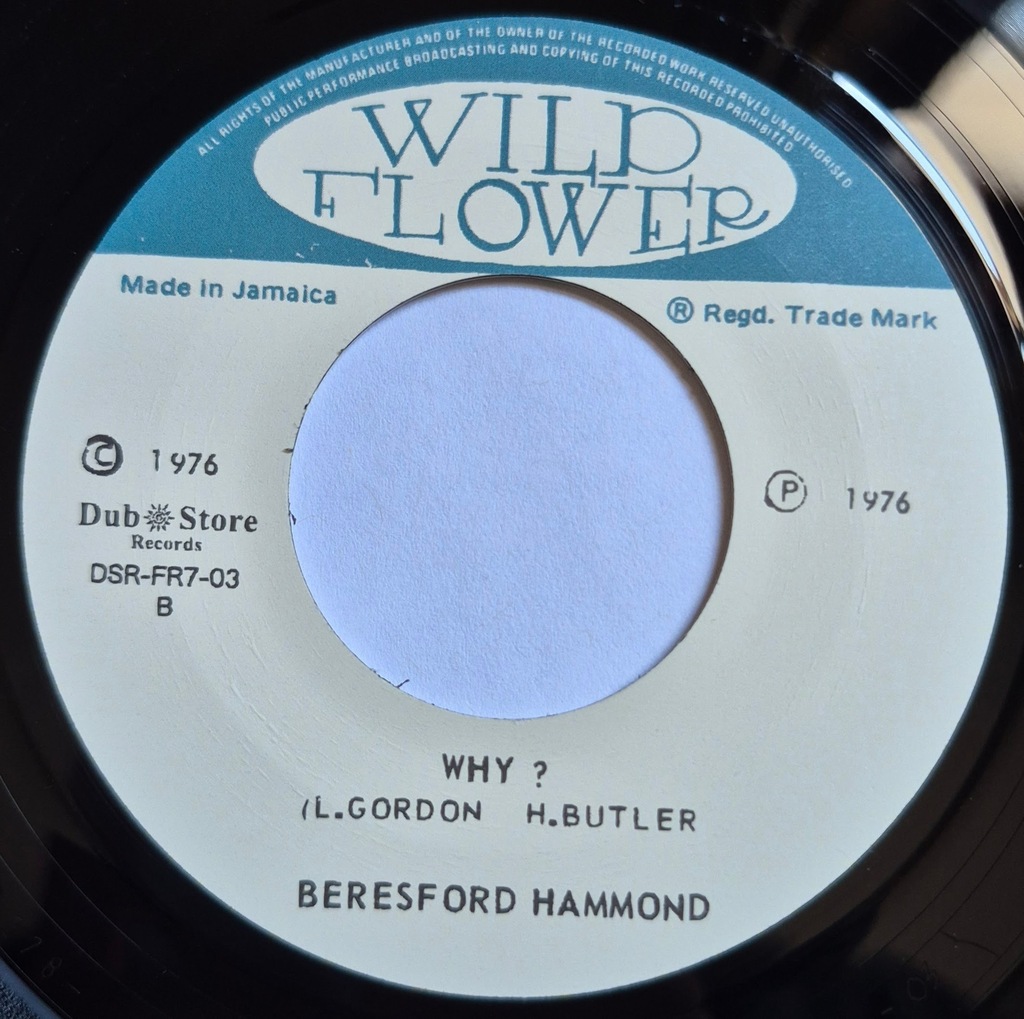 ALL RIGHTS OF THE MANUFACTURER AND OF THE OWNER OF THE RECORDED WORK RESERVED UNAUTHORISED
PUBLIC PERFORMANCE BROADCASTING AND COPYING OF THIS RECORDED PROHIBITED
WILD
FLOWER
Made in Jamaica
® Regd. Trade Mark
© 1976
℗ 1976
Dub Store
Records
DSR-FR7-03
B
WHY ?
(L.GORDON H.BUTLER
BERESFORD HAMMOND